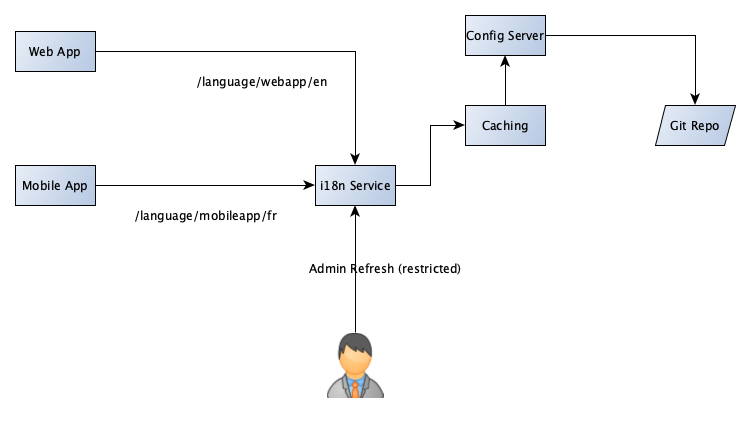 Config Server
Web App
/language/webapp/en
Caching
Git Repo
Mobile App
i18n Service
/language/mobileapp/fr
Admin Refresh (restricted)